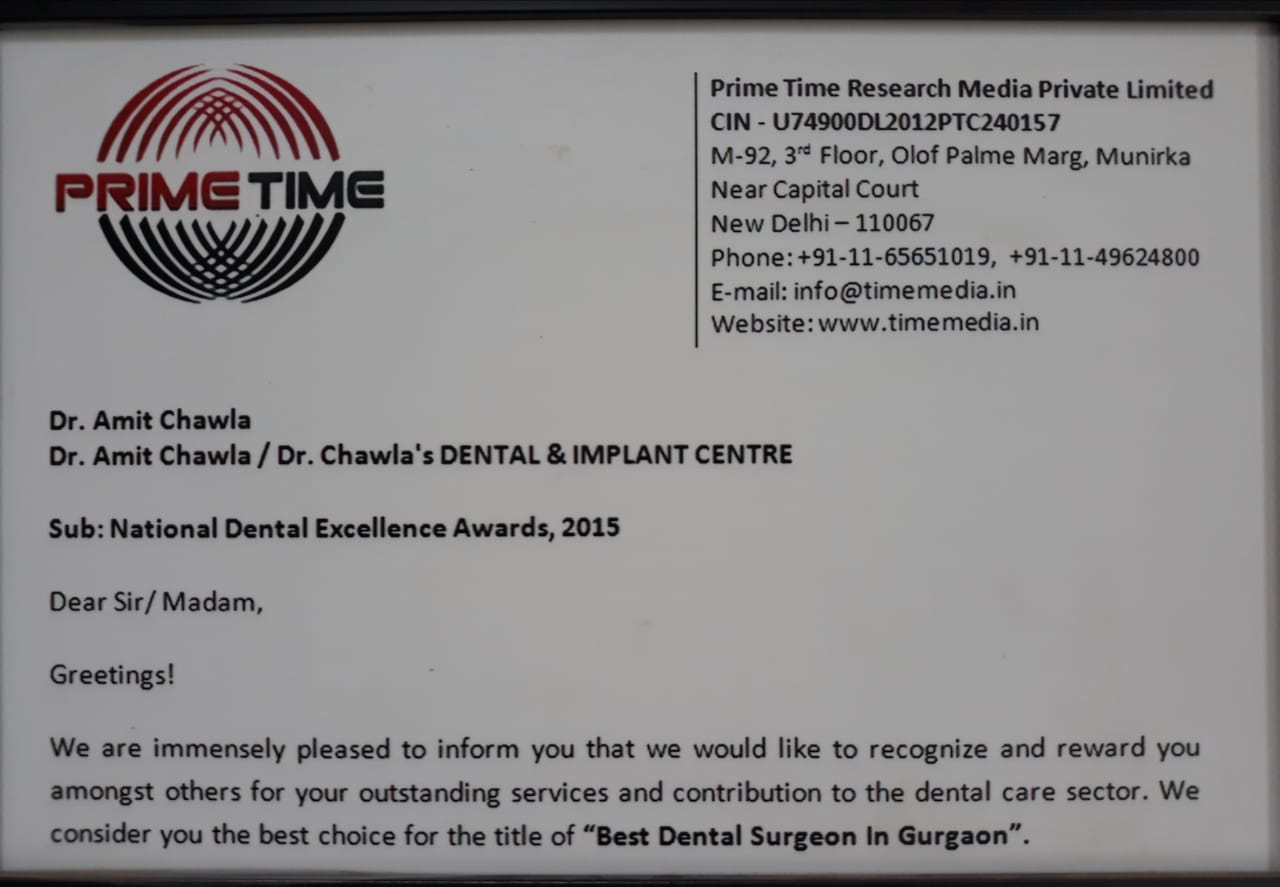 PRIME TIME
Prime Time Research Media Private Limited
CIN - U74900DL2012PTC240157
M-92, 3rd Floor, Olof Palme Marg, Munirka
Near Capital Court
New Delhi – 110067
Phone: +91-11-65651019, +91-11-49624800
E-mail: info@timemedia.in
Website: www.timemedia.in
Dr. Amit Chawla
Dr. Amit Chawla / Dr. Chawla's DENTAL & IMPLANT CENTRE
Sub: National Dental Excellence Awards, 2015
Dear Sir/ Madam,
Greetings!
We are immensely pleased to inform you that we would like to recognize and reward you
amongst others for your outstanding services and contribution to the dental care sector. We
consider you the best choice for the title of “Best Dental Surgeon In Gurgaon”.